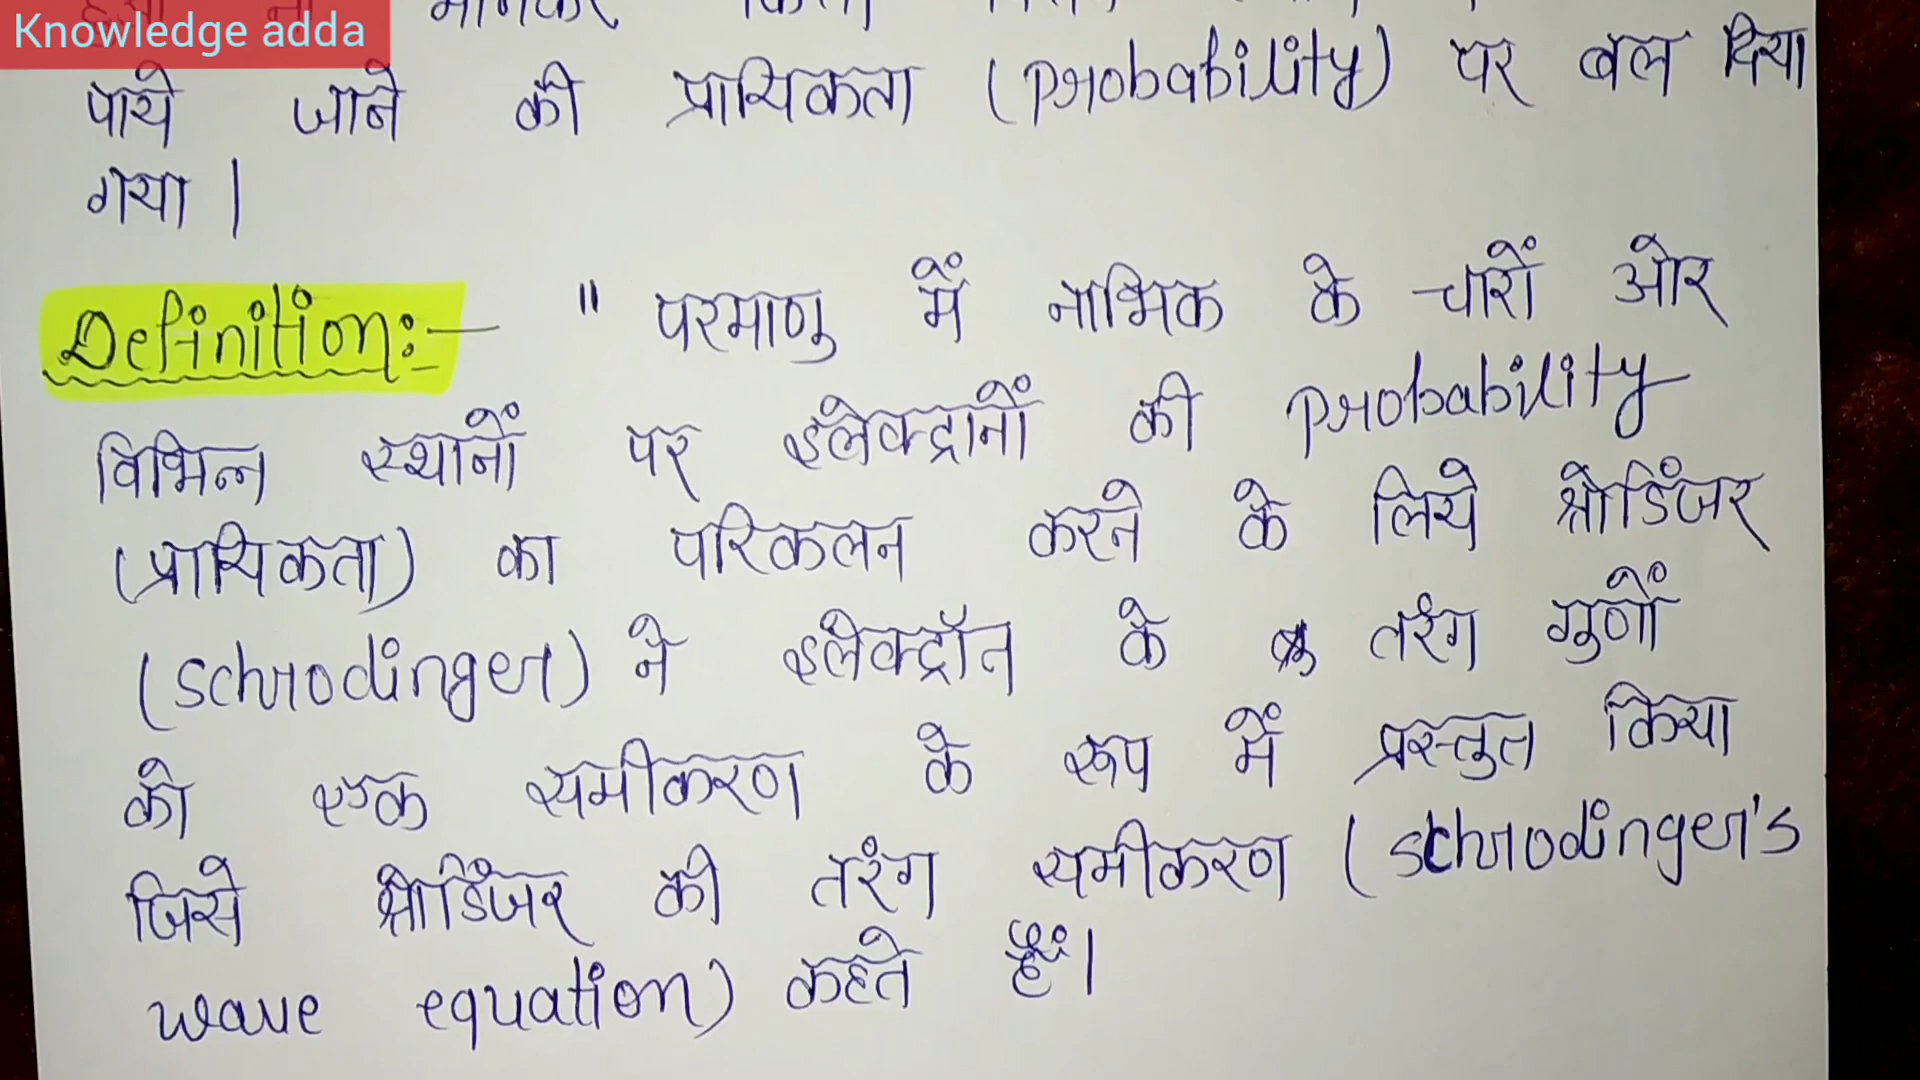 Knowledge adda
पाये जाने की प्रायिकता (Probability) पर बल दिया
गया |
Definition:- " परमाणु में नाभिक के चारों ओर
विभिन्न स्थानों पर इलेक्ट्रानों की Probability
(प्रायिकता) का परिकलन करने के लिये श्रोडिंजर
(schrodinger) ने इलेक्ट्रॉन के तरंग गुणों
को एक समीकरण के रूप में प्रस्तुत किया
जिसे श्रोडिंजर की तरंग समीकरण (schrodinger's
wave equation) कहते हैं।